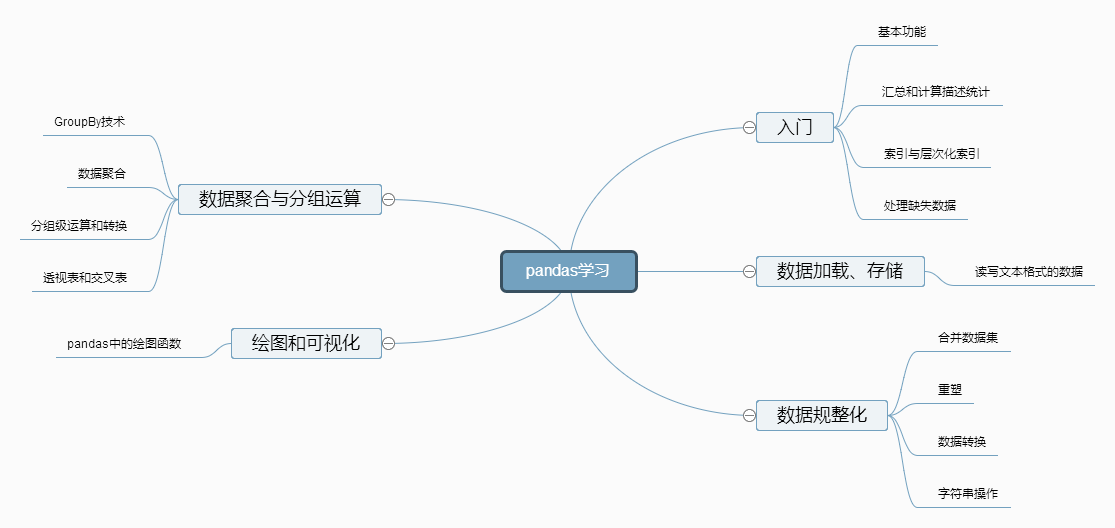 pandas学习
入门
基本功能
汇总和计算描述统计
索引与层次化索引
处理缺失数据
数据加载、存储
读写文本格式的数据
数据规整化
合并数据集
重塑
数据转换
字符串操作
数据聚合与分组运算
GroupBy技术
数据聚合
分组级运算和转换
透视表和交叉表
绘图和可视化
pandas中的绘图函数